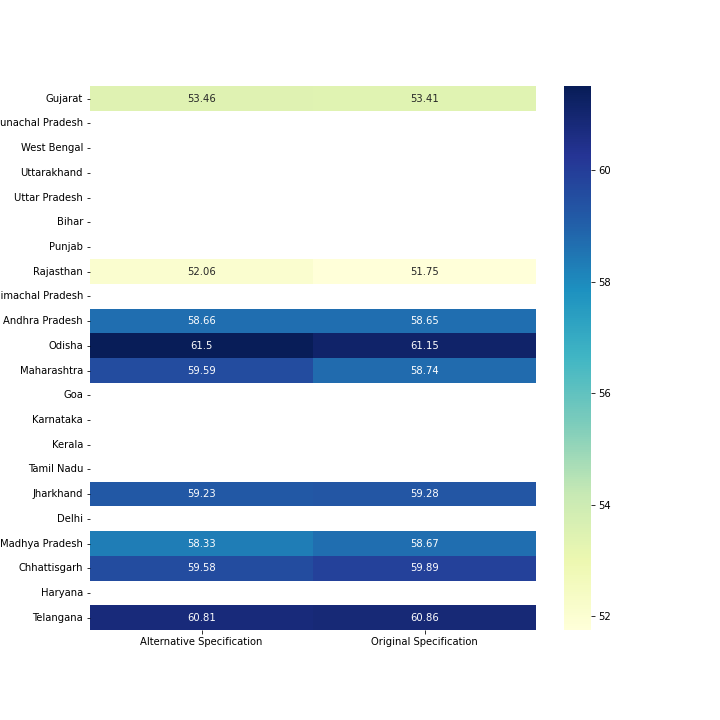 Gujarat 53.46 53.41
unachal Pradesh
60
West Bengal
Uttarakhand
Uttar Pradesh
Bihar
Punjab
Rajasthan 52.06 51.75
imachal Pradesh
58
Andhra Pradesh 58.66 58.65
Odisha 61.5 61.15
Maharashtra 59.59 58.74
56
Goa
Karnataka
Kerala
Tamil Nadu
Jharkhand 59.23 59.28
54
Delhi
Madhya Pradesh 58.33 58.67
Chhattisgarh 59.58 59.89
Haryana
Telangana 60.81 60.86
52
Alternative Specification Original Specification